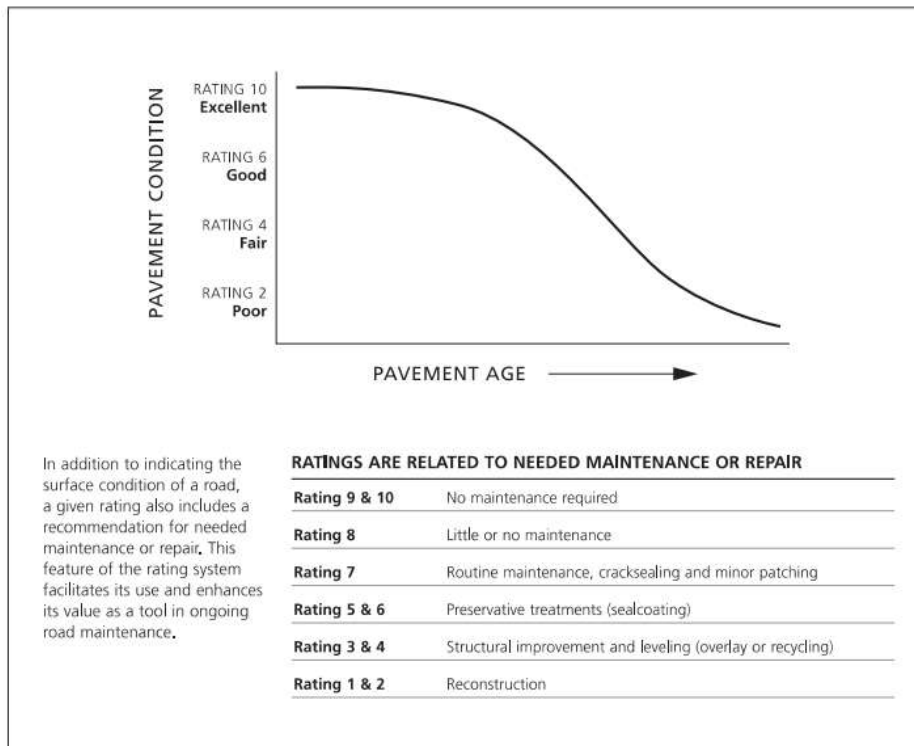 PAVEMENT CONDITION
RATING 10
Excellent
RATING 6
Good
RATING 4
Fair
RATING 2
Poor
PAVEMENT AGE
In addition to indicating the
surface condition of a road,
a given rating also includes a
recommendation for needed
maintenance or repair. This
feature of the rating system
facilitates its use and enhances
its value as a tool in ongoing
road maintenance.
RATINGS ARE RELATED TO NEEDED MAINTENANCE OR REPAIR
Rating 9 & 10 No maintenance required
Rating 8 Little or no maintenance
Rating 7 Routine maintenance, cracksealing and minor patching
Rating 5 & 6 Preservative treatments (sealcoating)
Rating 3 & 4 Structural improvement and leveling (overlay or recycling)
Rating 1 & 2 Reconstruction